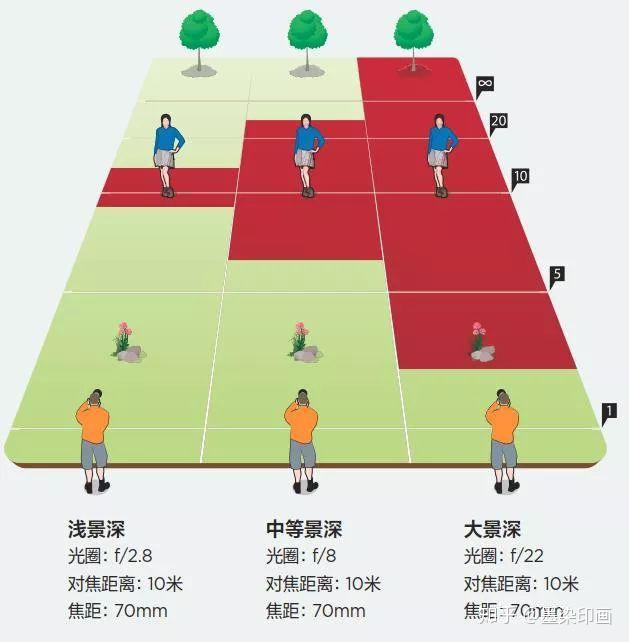 ∞
20
10
5
1
浅景深
光圈: f/2.8
对焦距离: 10米
焦距: 70mm
中等景深
光圈: f/8
对焦距离: 10米
焦距: 70mm
大景深
光圈: f/22
对焦距离: 10米
焦距: 70mm
知乎 @墨染印画